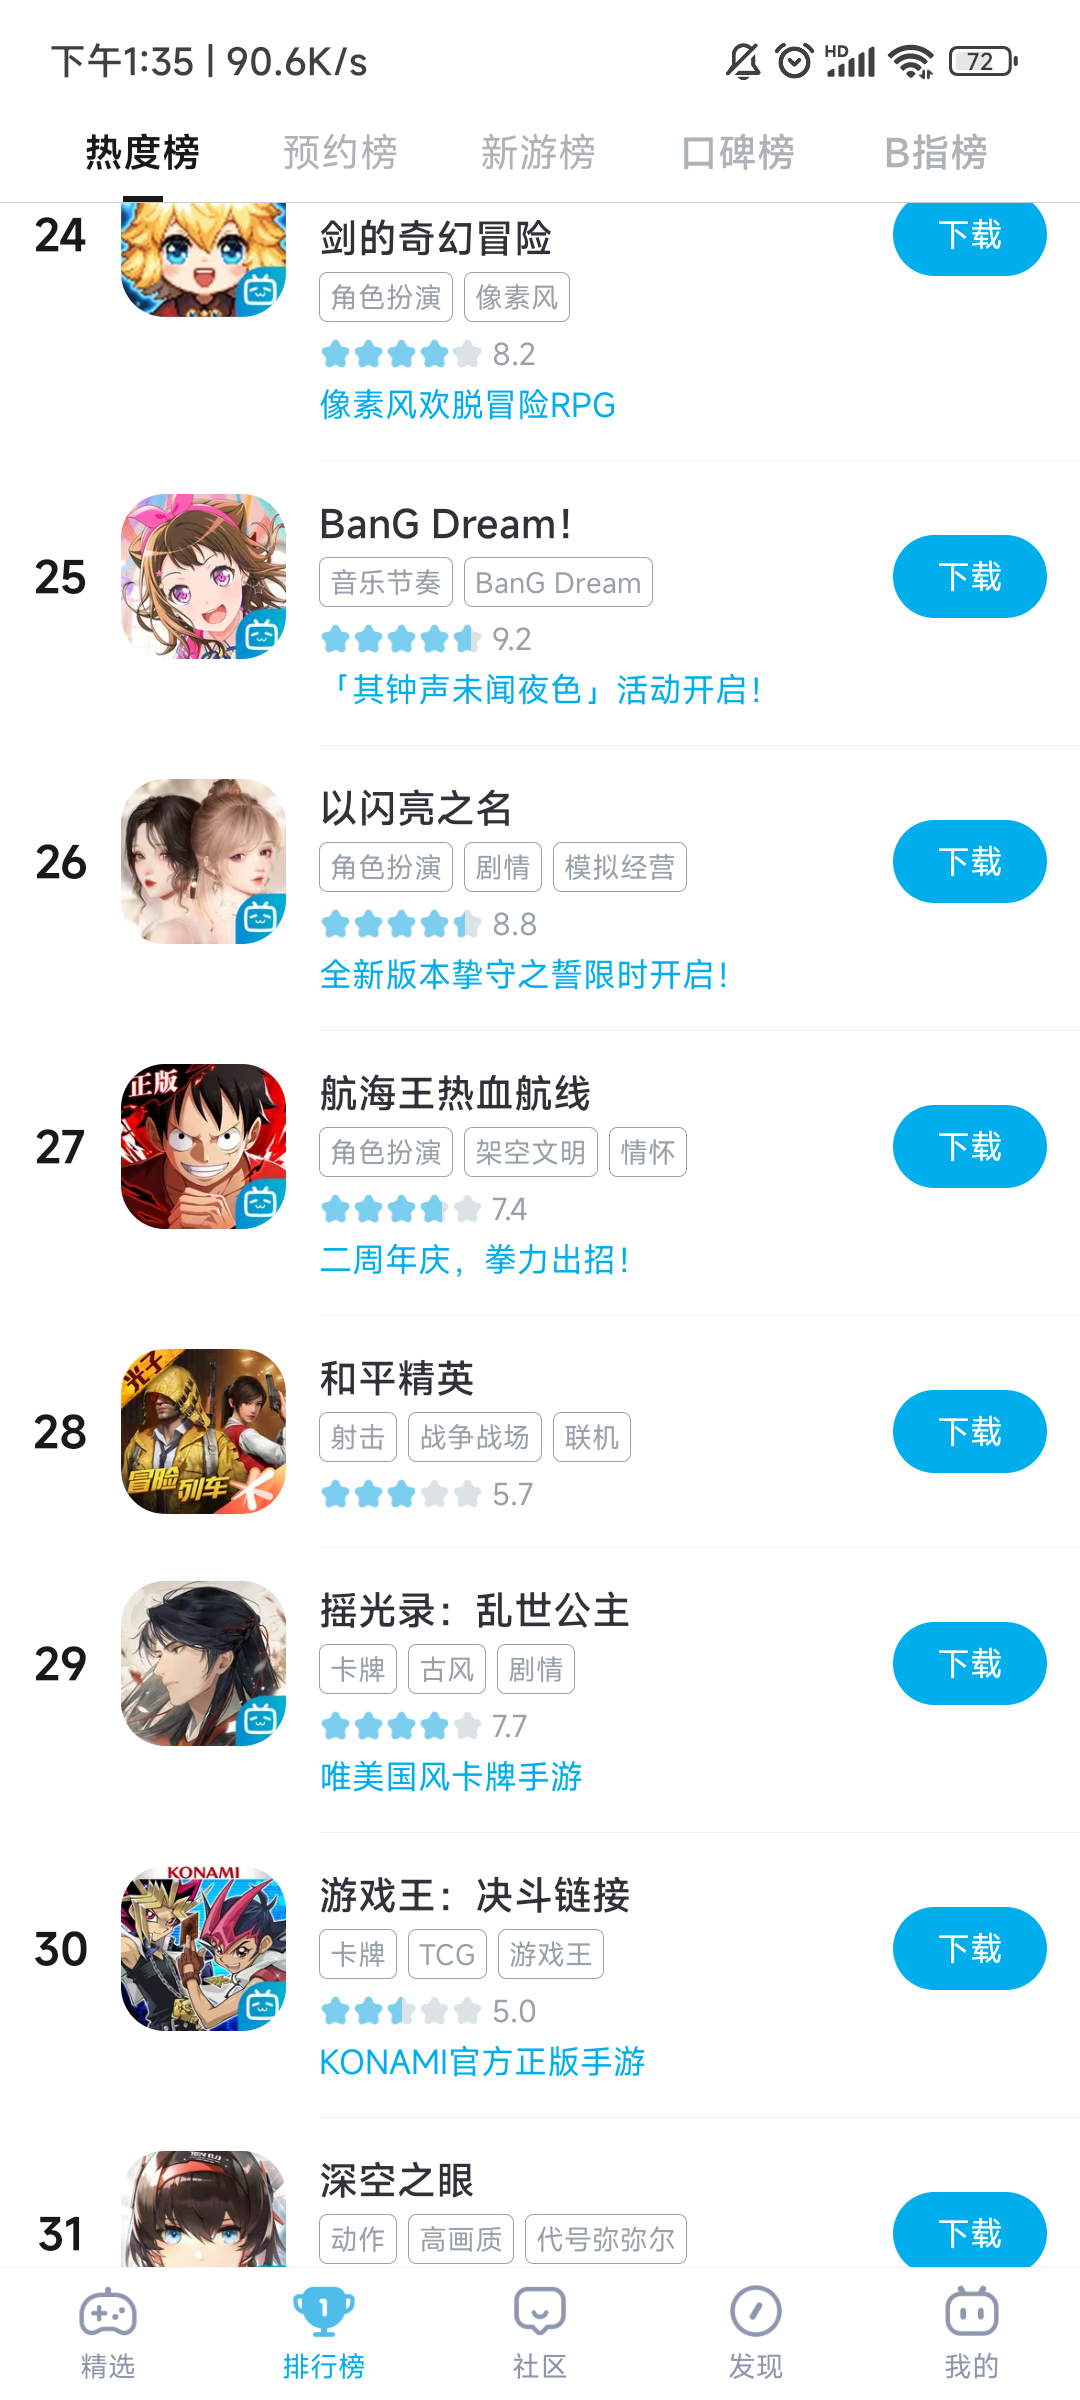 下午1:35 | 90.6K/s
HD
72
热度榜 预约榜 新游榜 口碑榜 B指榜
24
剑的奇幻冒险
下载
角色扮演 像素风
8.2
像素风欢脱冒险RPG
25
BanG Dream!
下载
音乐节奏 BanG Dream
9.2
「其钟声未闻夜色」活动开启!
26
以闪亮之名
下载
角色扮演 剧情 模拟经营
8.8
全新版本挚守之誓限时开启!
27
正版
航海王热血航线
下载
角色扮演 架空文明 情怀
7.4
二周年庆，拳力出招!
28
光子
冒险列车
和平精英
下载
射击 战争战场 联机
5.7
29
摇光录：乱世公主
下载
卡牌 古风 剧情
7.7
唯美国风卡牌手游
30
KONAMI
游戏王：决斗链接
下载
卡牌 TCG 游戏王
5.0
KONAMI官方正版手游
31
深空之眼
下载
动作 高画质 代号弥弥尔
1
精选 排行榜 社区 发现 我的